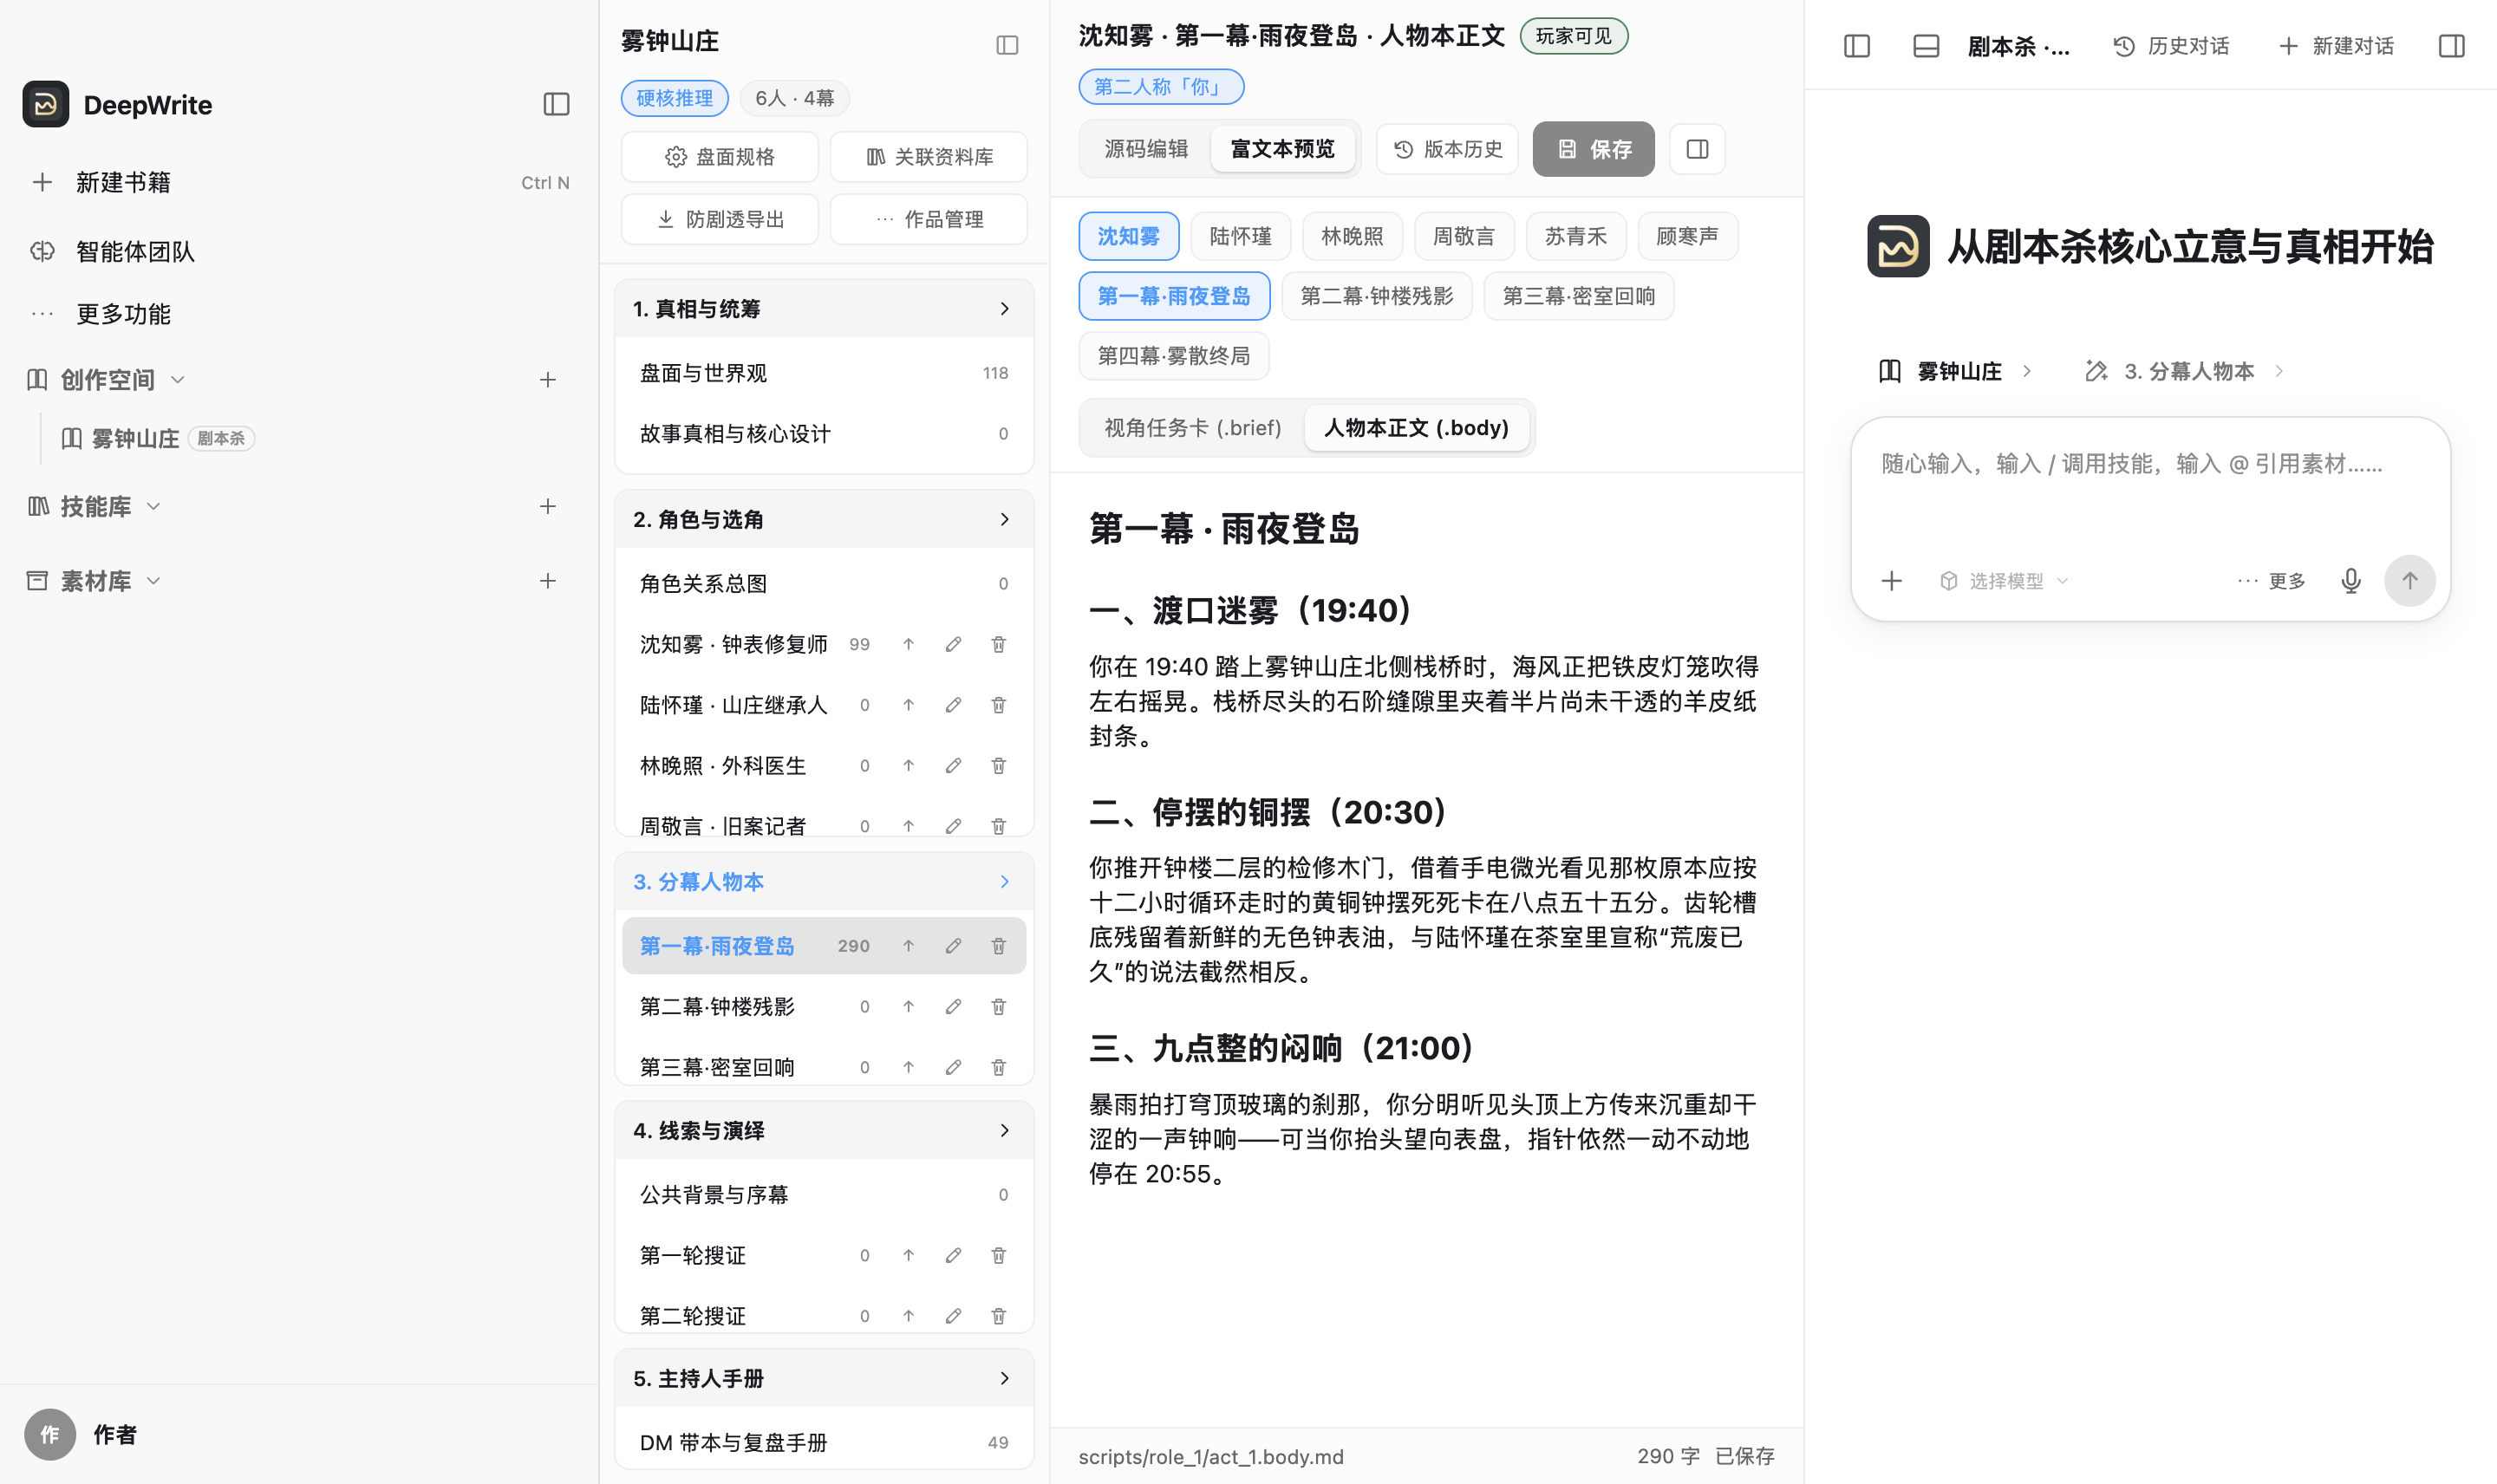 DeepWrite
新建书籍
Ctrl N
智能体团队
更多功能
创作空间
雾钟山庄
剧本杀
技能库
素材库
作
作者
雾钟山庄
硬核推理
6人 · 4幕
盘面规格
关联资料库
防剧透导出
作品管理
1. 真相与统筹
盘面与世界观 118
故事真相与核心设计 0
2. 角色与选角
角色关系总图 0
沈知雾 · 钟表修复师 99
陆怀瑾 · 山庄继承人 0
林晚照 · 外科医生 0
周敬言 · 旧案记者 0
3. 分幕人物本
第一幕·雨夜登岛 290
第二幕·钟楼残影 0
第三幕·密室回响 0
4. 线索与演绎
公共背景与序幕 0
第一轮搜证 0
第二轮搜证 0
5. 主持人手册
DM 带本与复盘手册 49
沈知雾 · 第一幕·雨夜登岛 · 人物本正文
玩家可见
第二人称「你」
源码编辑
富文本预览
版本历史
保存
沈知雾
陆怀瑾
林晚照
周敬言
苏青禾
顾寒声
第一幕·雨夜登岛
第二幕·钟楼残影
第三幕·密室回响
第四幕·雾散终局
视角任务卡 (.brief)
人物本正文 (.body)
第一幕 · 雨夜登岛
一、渡口迷雾（19:40）
你在 19:40 踏上雾钟山庄北侧栈桥时，海风正把铁皮灯笼吹得
左右摇晃。栈桥尽头的石阶缝隙里夹着半片尚未干透的羊皮纸
封条。
二、停摆的铜摆（20:30）
你推开钟楼二层的检修木门，借着手电微光看见那枚原本应按
十二小时循环走时的黄铜钟摆死死卡在八点五十五分。齿轮槽
底残留着新鲜的无色钟表油，与陆怀瑾在茶室里宣称“荒废已
久”的说法截然相反。
三、九点整的闷响（21:00）
暴雨拍打穹顶玻璃的刹那，你分明听见头顶上方传来沉重却干
涩的一声钟响——可当你抬头望向表盘，指针依然一动不动地
停在 20:55。
scripts/role_1/act_1.body.md
290 字
已保存
剧本杀 ·...
历史对话
新建对话
从剧本杀核心立意与真相开始
雾钟山庄
3. 分幕人物本
随心输入，输入 / 调用技能，输入 @ 引用素材......
选择模型
更多